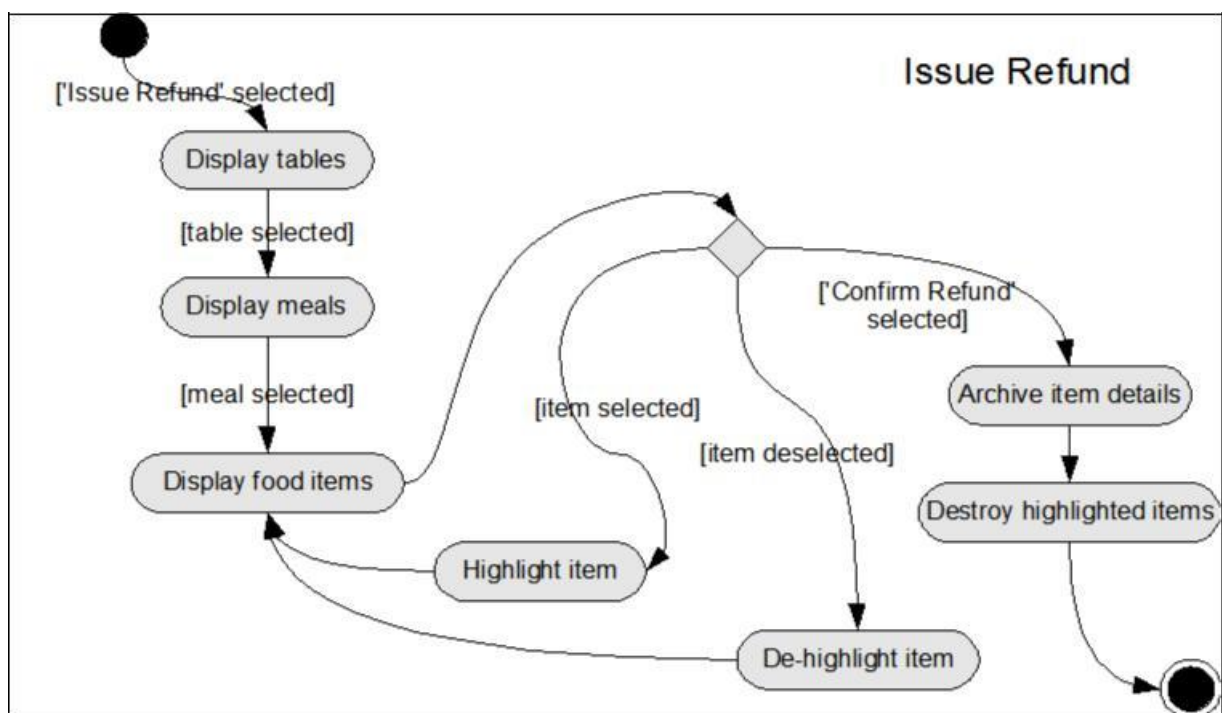 Issue Refund
['Issue Refund' selected]
Display tables
[table selected]
Display meals
['Confirm Refund'
selected]
[meal selected]
Archive item details
[item selected]
[item deselected]
Display food items
Destroy highlighted items
Highlight item
De-highlight item